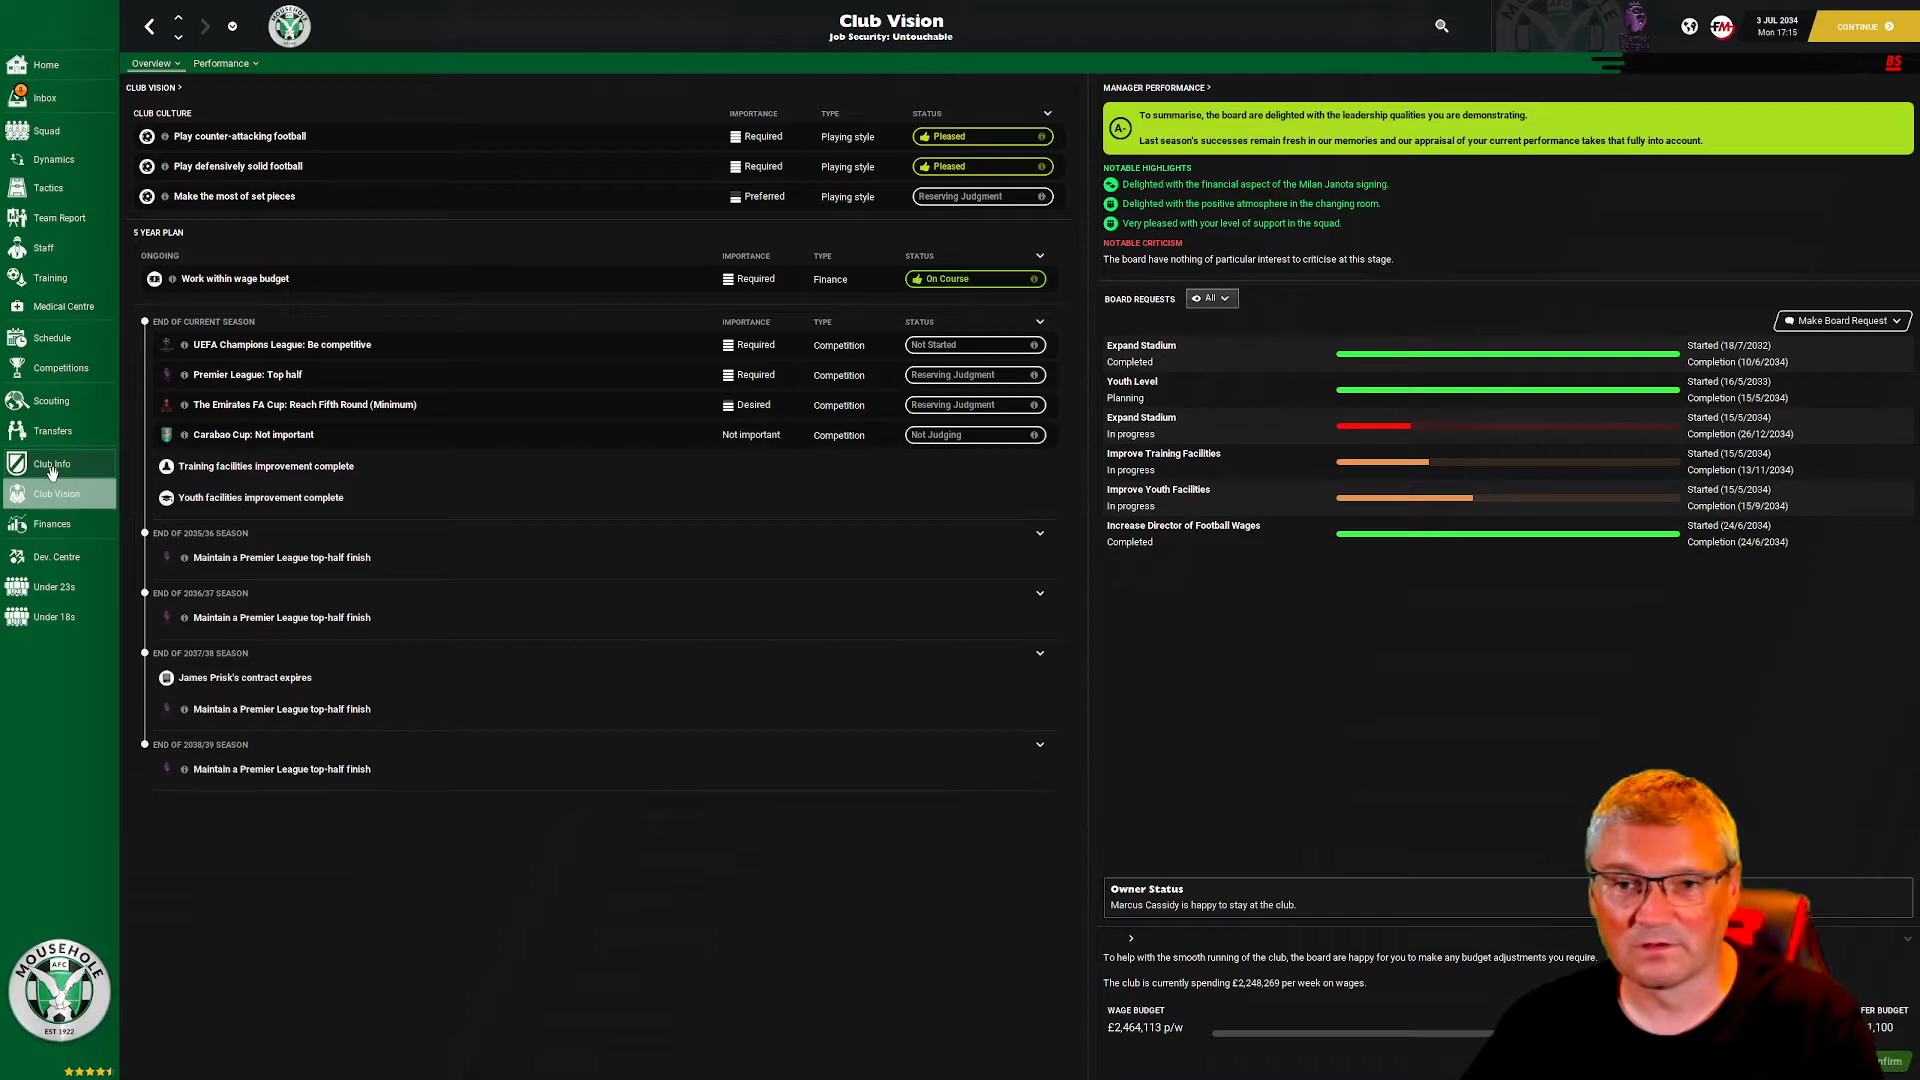 Club Vision
Job Security: Untouchable
3 JUL 2034
Mon 17:15
CONTINUE
FM
BS
Home
Inbox
Squad
Dynamics
Tactics
Team Report
Staff
Training
Medical Centre
Schedule
Competitions
Scouting
Transfers
Club Info
Club Vision
Finances
Dev. Centre
Under 23s
Under 18s
MOUSEHOLE
AFC
EST 1922
Overview
Performance
CLUB VISION >
CLUB CULTURE IMPORTANCE TYPE STATUS
Play counter-attacking football Required Playing style Pleased
Play defensively solid football Required Playing style Pleased
Make the most of set pieces Preferred Playing style Reserving Judgment
5 YEAR PLAN
ONGOING IMPORTANCE TYPE STATUS
Work within wage budget Required Finance On Course
END OF CURRENT SEASON IMPORTANCE TYPE STATUS
UEFA Champions League: Be competitive Required Competition Not Started
Premier League: Top half Required Competition Reserving Judgment
The Emirates FA Cup: Reach Fifth Round (Minimum) Desired Competition Reserving Judgment
Carabao Cup: Not important Not important Competition Not Judging
Training facilities improvement complete
Youth facilities improvement complete
END OF 2035/36 SEASON
Maintain a Premier League top-half finish
END OF 2036/37 SEASON
Maintain a Premier League top-half finish
END OF 2037/38 SEASON
James Prisk's contract expires
Maintain a Premier League top-half finish
END OF 2038/39 SEASON
Maintain a Premier League top-half finish
MANAGER PERFORMANCE >
A-
To summarise, the board are delighted with the leadership qualities you are demonstrating.
Last season's successes remain fresh in our memories and our appraisal of your current performance takes that fully into account.
NOTABLE HIGHLIGHTS
Delighted with the financial aspect of the Milan Janota signing.
Delighted with the positive atmosphere in the changing room.
Very pleased with your level of support in the squad.
NOTABLE CRITICISM
The board have nothing of particular interest to criticise at this stage.
BOARD REQUESTS All
Make Board Request
Expand Stadium Started (18/7/2032)
Completed Completion (10/6/2034)
Youth Level Started (16/5/2033)
Planning Completion (15/5/2034)
Expand Stadium Started (15/5/2034)
In progress Completion (26/12/2034)
Improve Training Facilities Started (15/5/2034)
In progress Completion (13/11/2034)
Improve Youth Facilities Started (15/5/2034)
In progress Completion (15/9/2034)
Increase Director of Football Wages Started (24/6/2034)
Completed Completion (24/6/2034)
Owner Status
Marcus Cassidy is happy to stay at the club.
To help with the smooth running of the club, the board are happy for you to make any budget adjustments you require.
The club is currently spending £2,248,269 per week on wages.
WAGE BUDGET
£2,464,113 p/w
FER BUDGET
1,100
nfirm